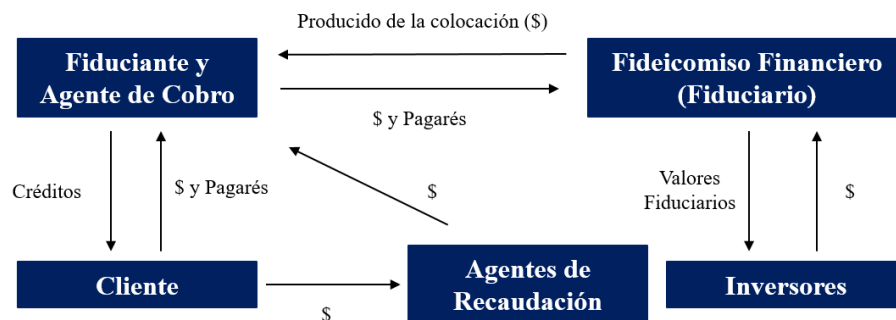 Producido de la colocación ($)
Fiduciante y
Agente de Cobro
Fideicomiso Financiero
(Fiduciario)
$ y Pagarés
Créditos
$ y Pagarés
$
Valores
Fiduciarios
$
Cliente
Agentes de
Recaudación
Inversores
$